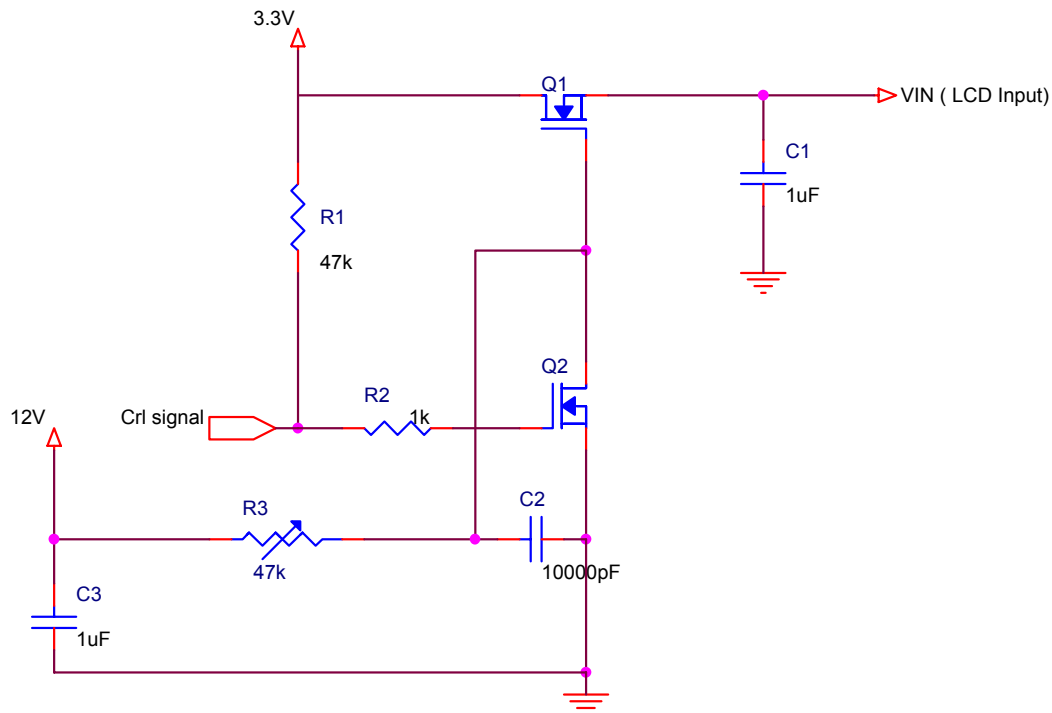 3.3V
Q1
VIN ( LCD Input)
C1
1uF
R1
47k
Q2
12V
Crl signal
R2
1k
R3
47k
C2
10000pF
C3
1uF